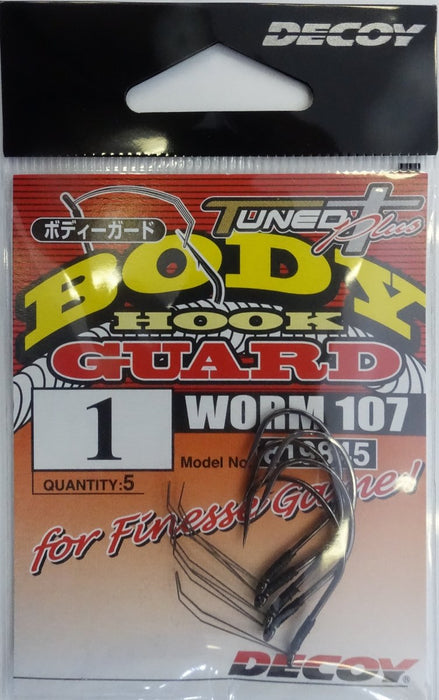 DECOY
TUNED Plus
ボディーガード
BODY
HOOK
GUARD
1
WORM 107
Model No.
QUANTITY:5
for Finesse Game!
DECOY®